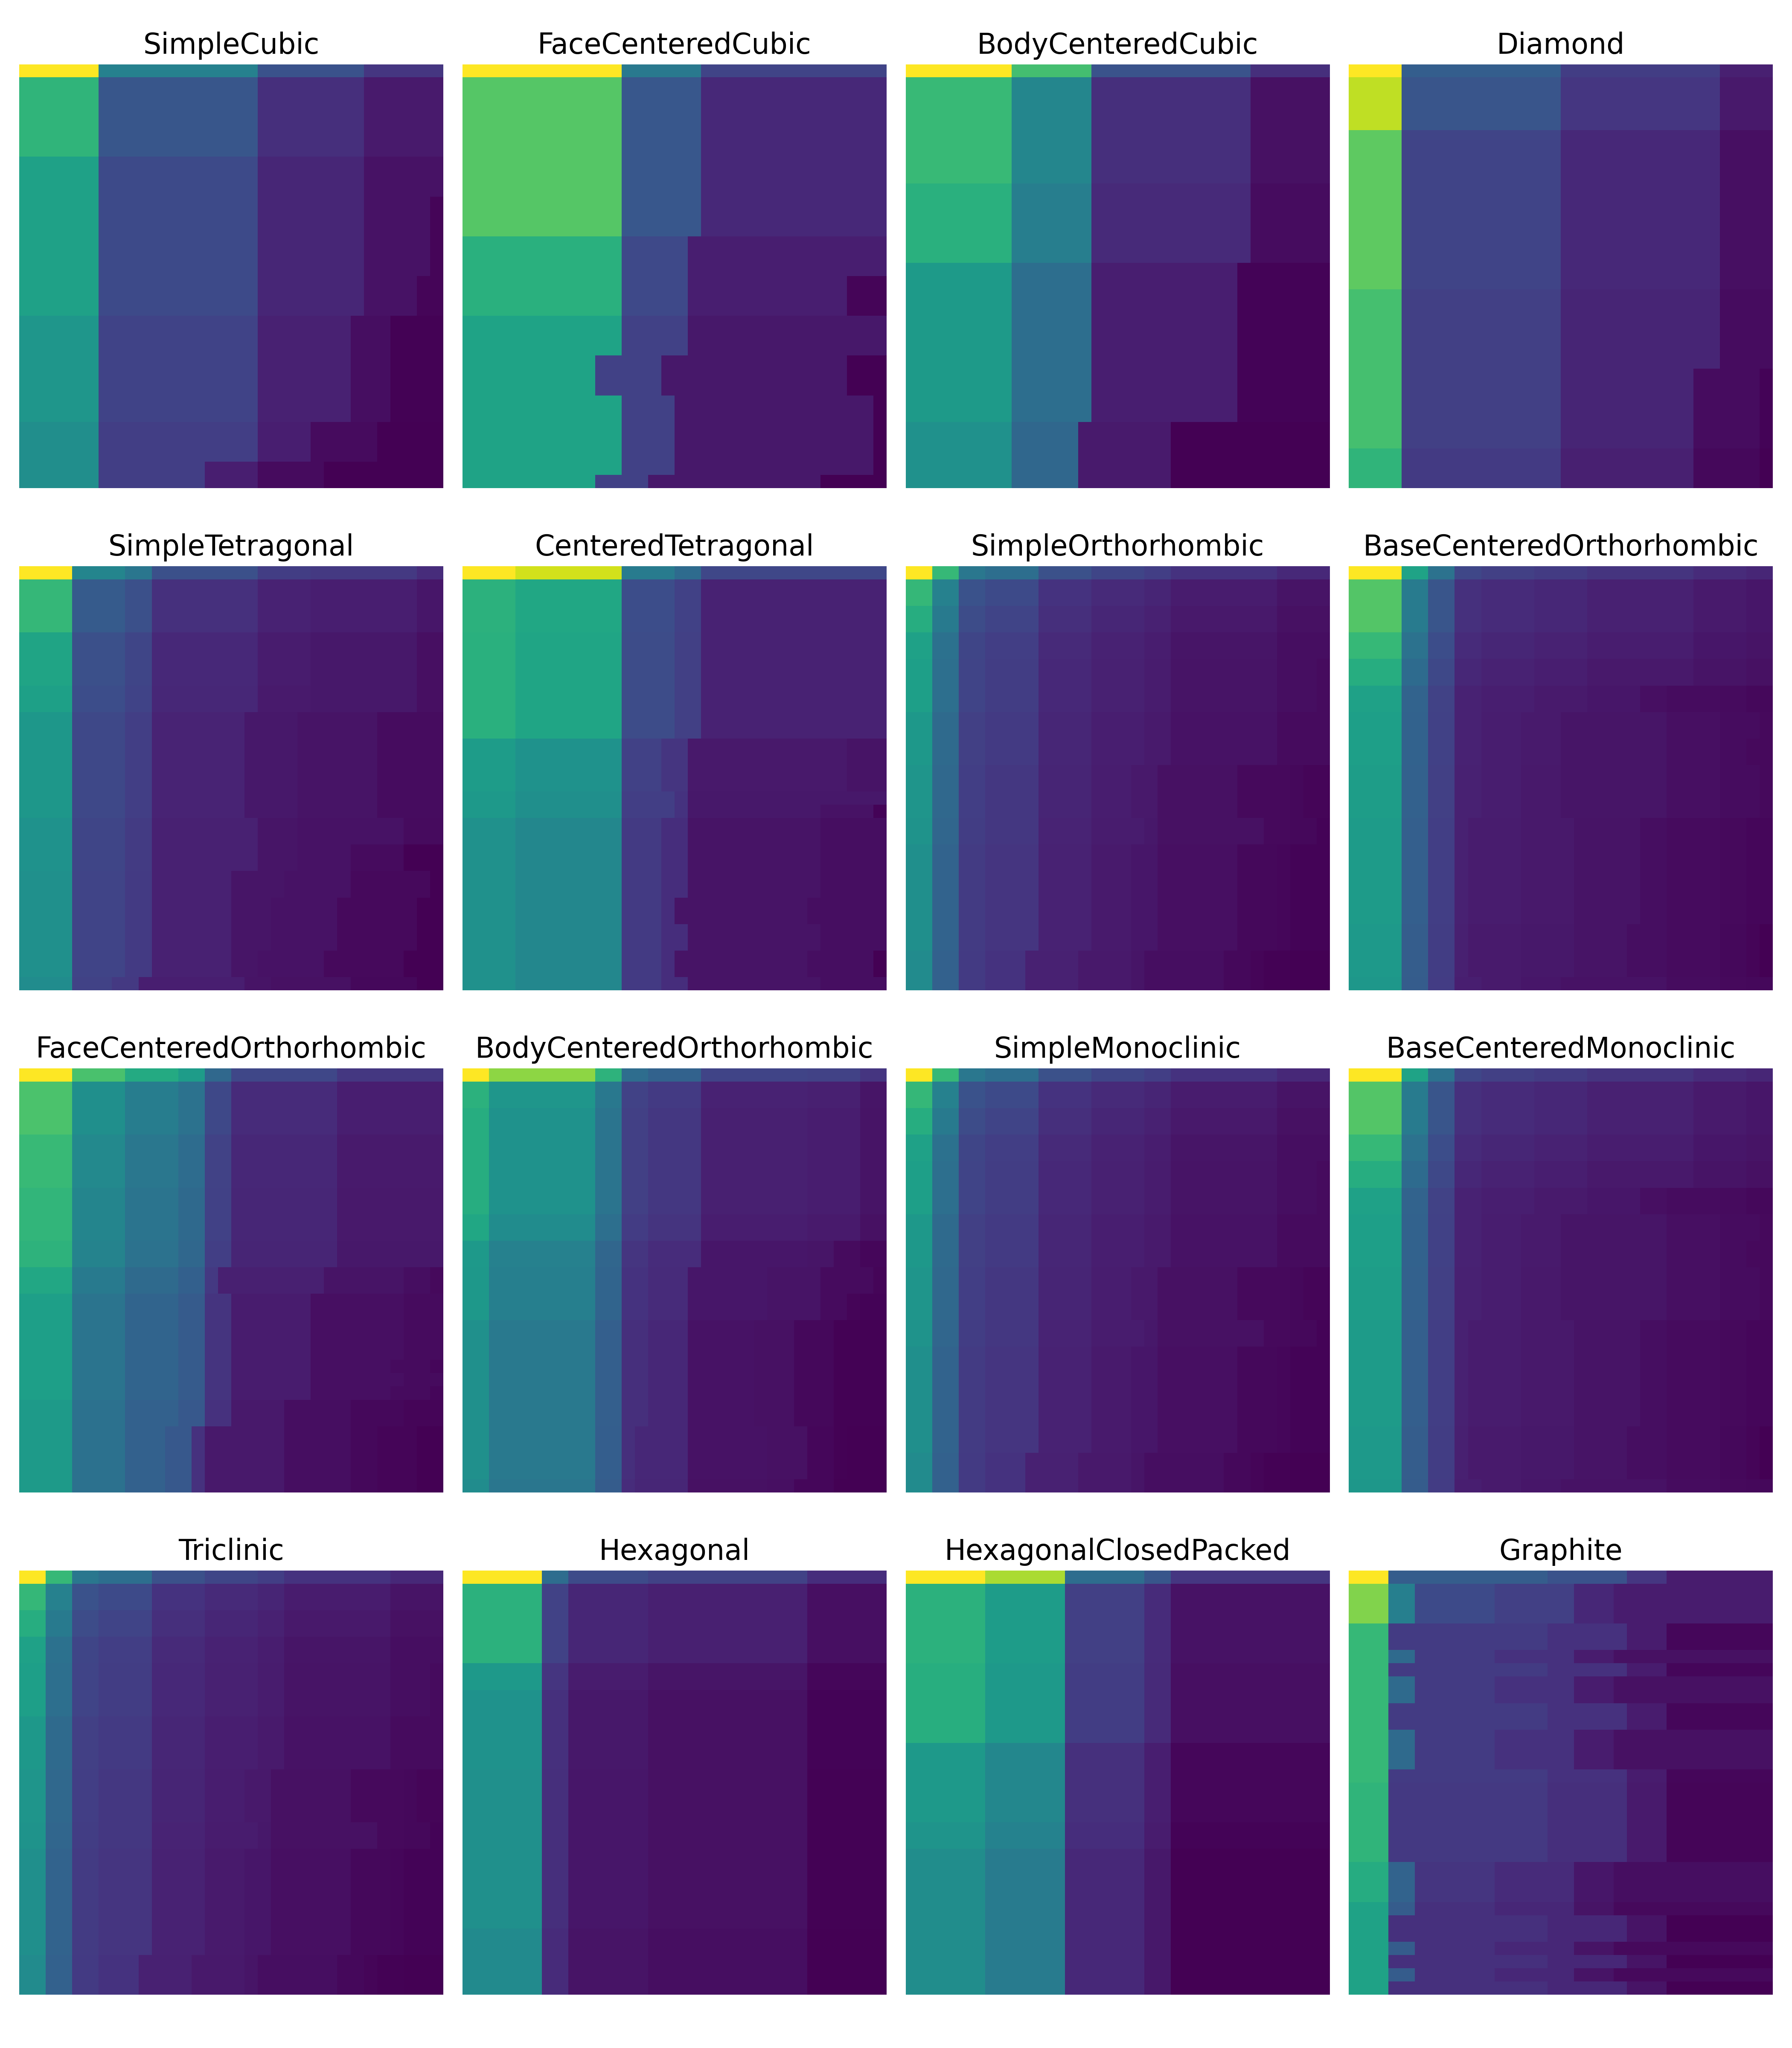 SimpleCubic FaceCenteredCubic BodyCenteredCubic Diamond
SimpleTetragonal CenteredTetragonal SimpleOrthorhombic BaseCenteredOrthorhombic
FaceCenteredOrthorhombic BodyCenteredOrthorhombic SimpleMonoclinic BaseCenteredMonoclinic
Triclinic Hexagonal HexagonalClosedPacked Graphite